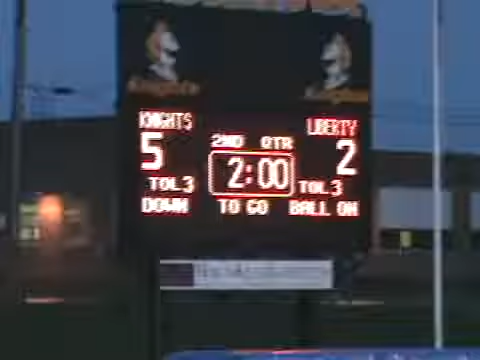 Knights Knights
KNIGHTS LIBERTY
5 2ND QTR 2
2:00
TOL 3 TOL 3
DOWN TO GO BALL ON